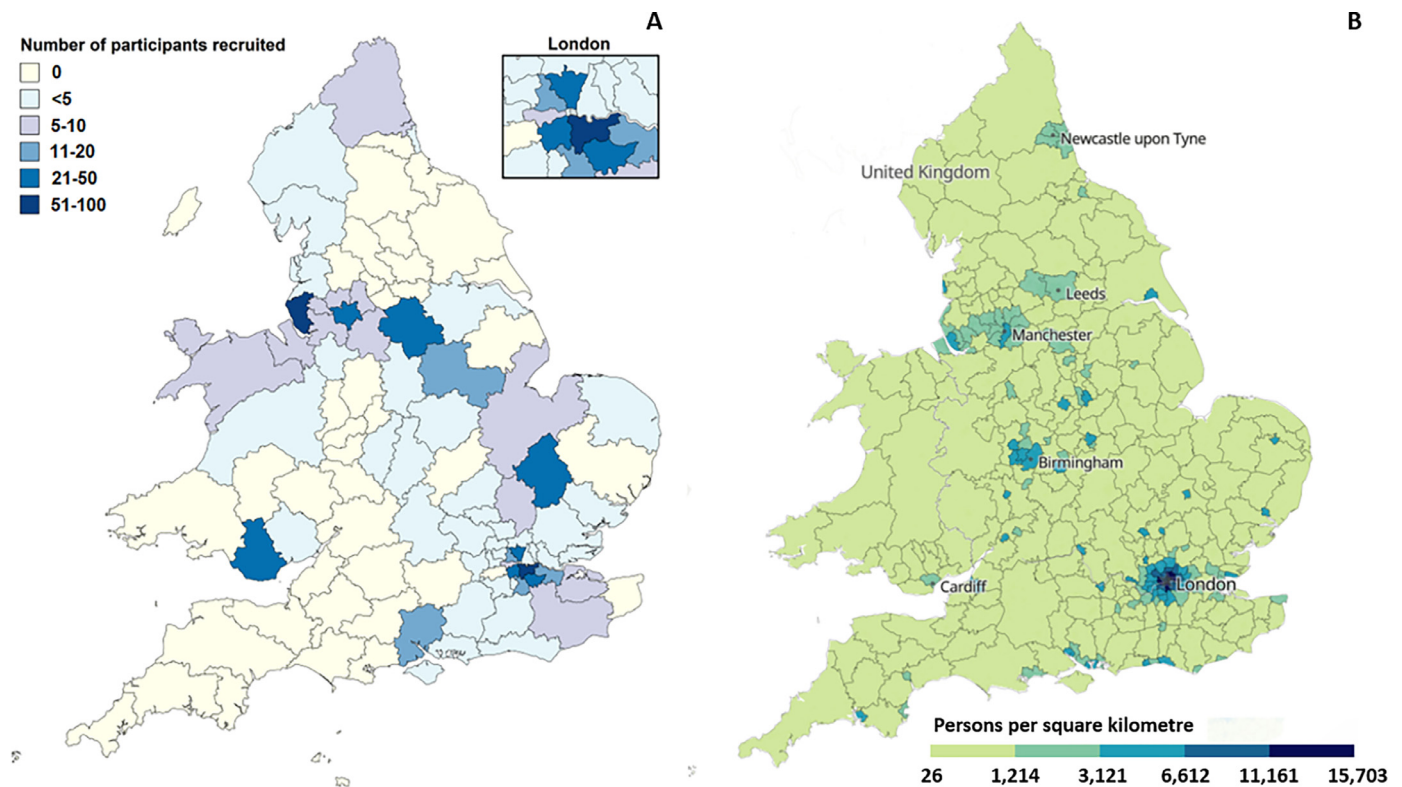 A
Number of participants recruited
0
<5
5-10
11-20
21-50
51-100
London
B
Newcastle upon Tyne
United Kingdom
Leeds
Manchester
Birmingham
Cardiff
London
Persons per square kilometre
26 1,214 3,121 6,612 11,161 15,703